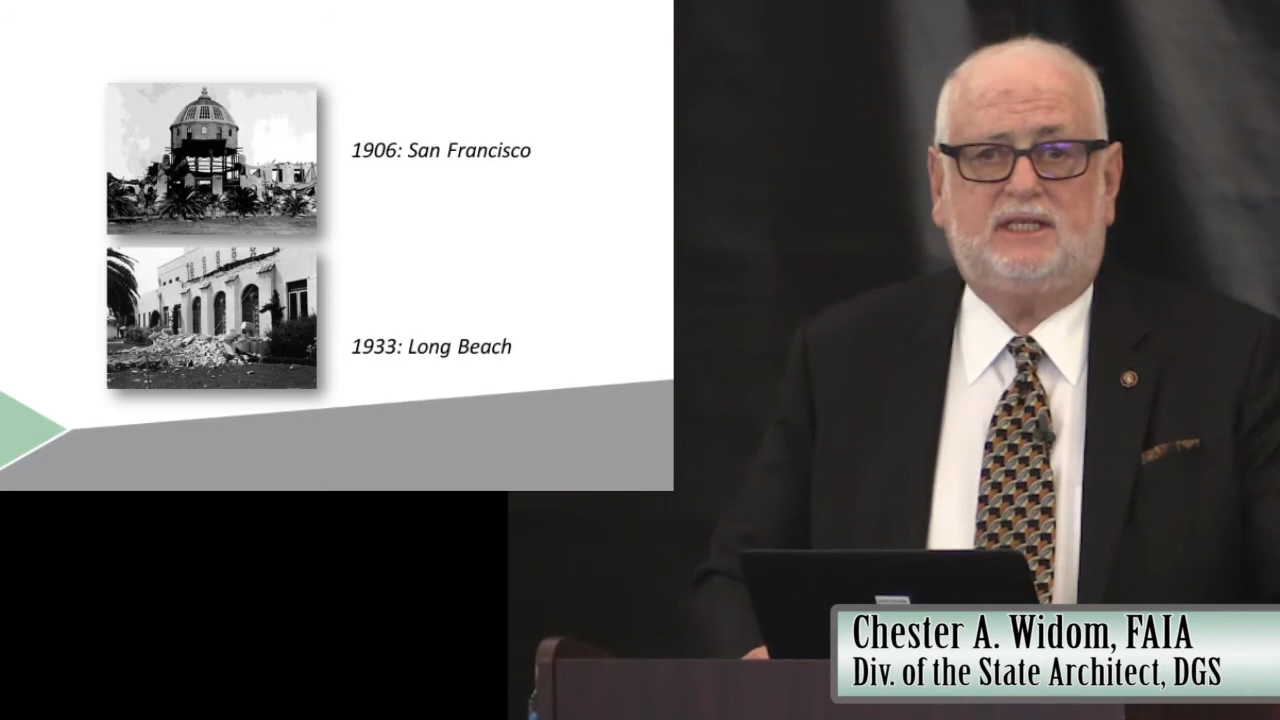 1906: San Francisco
1933: Long Beach
Chester A. Widom, FAIA
Div. of the State Architect, DGS